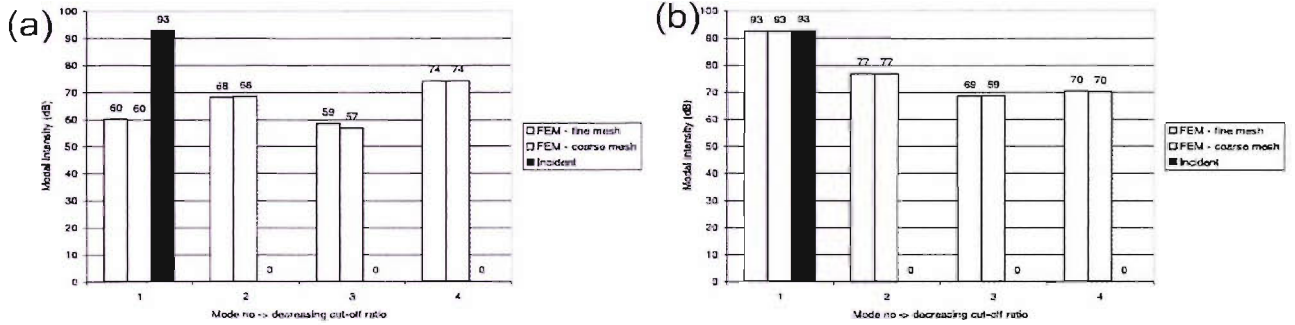 (a)
100
90
80
70
60
50
40
30
20
10
0
Modal Intensity (dB)
60 60 93
68 68 0
59 57 0
74 74 0
1 2 3 4
Mode no -> decreasing cut-off ratio
FEM - fine mesh
FEM - coarse mesh
Incident
(b)
100
90
80
70
60
50
40
30
20
10
0
Modal Intensity (dB)
93 93 93
77 77 0
69 69 0
70 70 0
1 2 3 4
Mode no -> decreasing cut-off ratio
FEM - fine mesh
FEM - coarse mesh
Incident